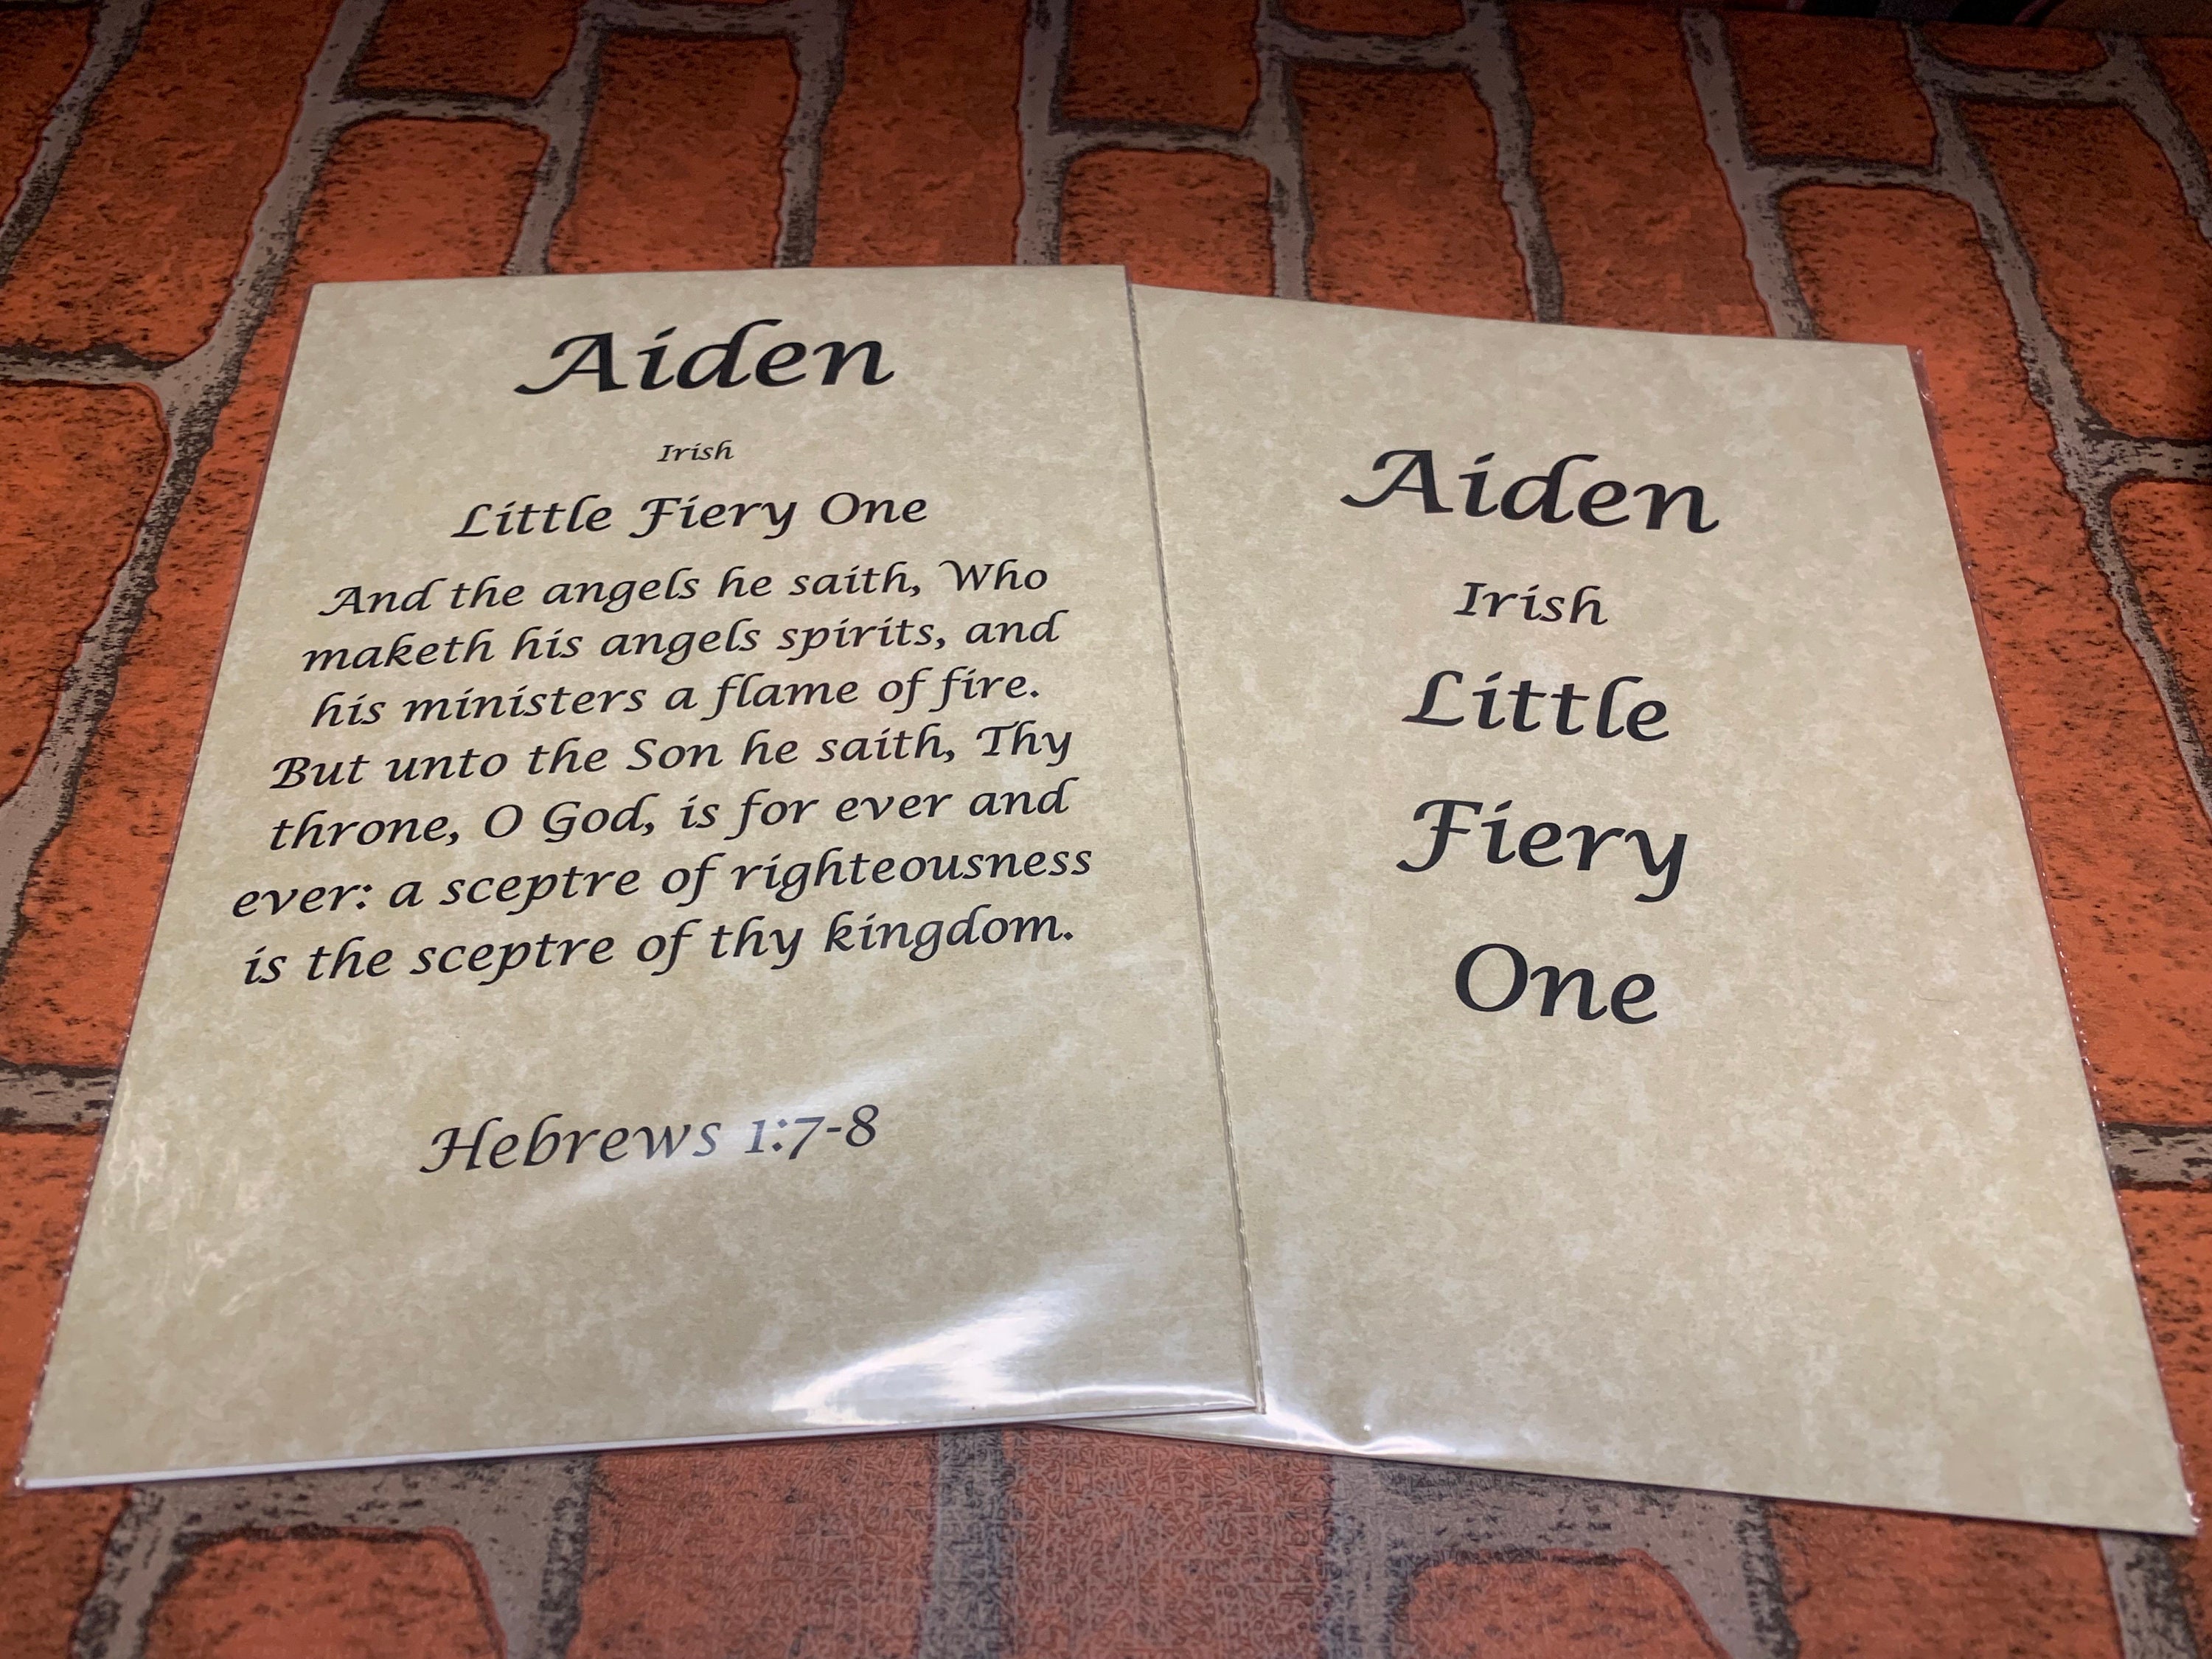 Aiden
Irish
Little Fiery One
And the angels he saith, Who
maketh his angels spirits, and
his ministers a flame of fire.
But unto the Son he saith, Thy
throne, O God, is for ever and
ever: a sceptre of righteousness
is the sceptre of thy kingdom.
Hebrews 1:7-8
Aiden
Irish
Little
Fiery
One